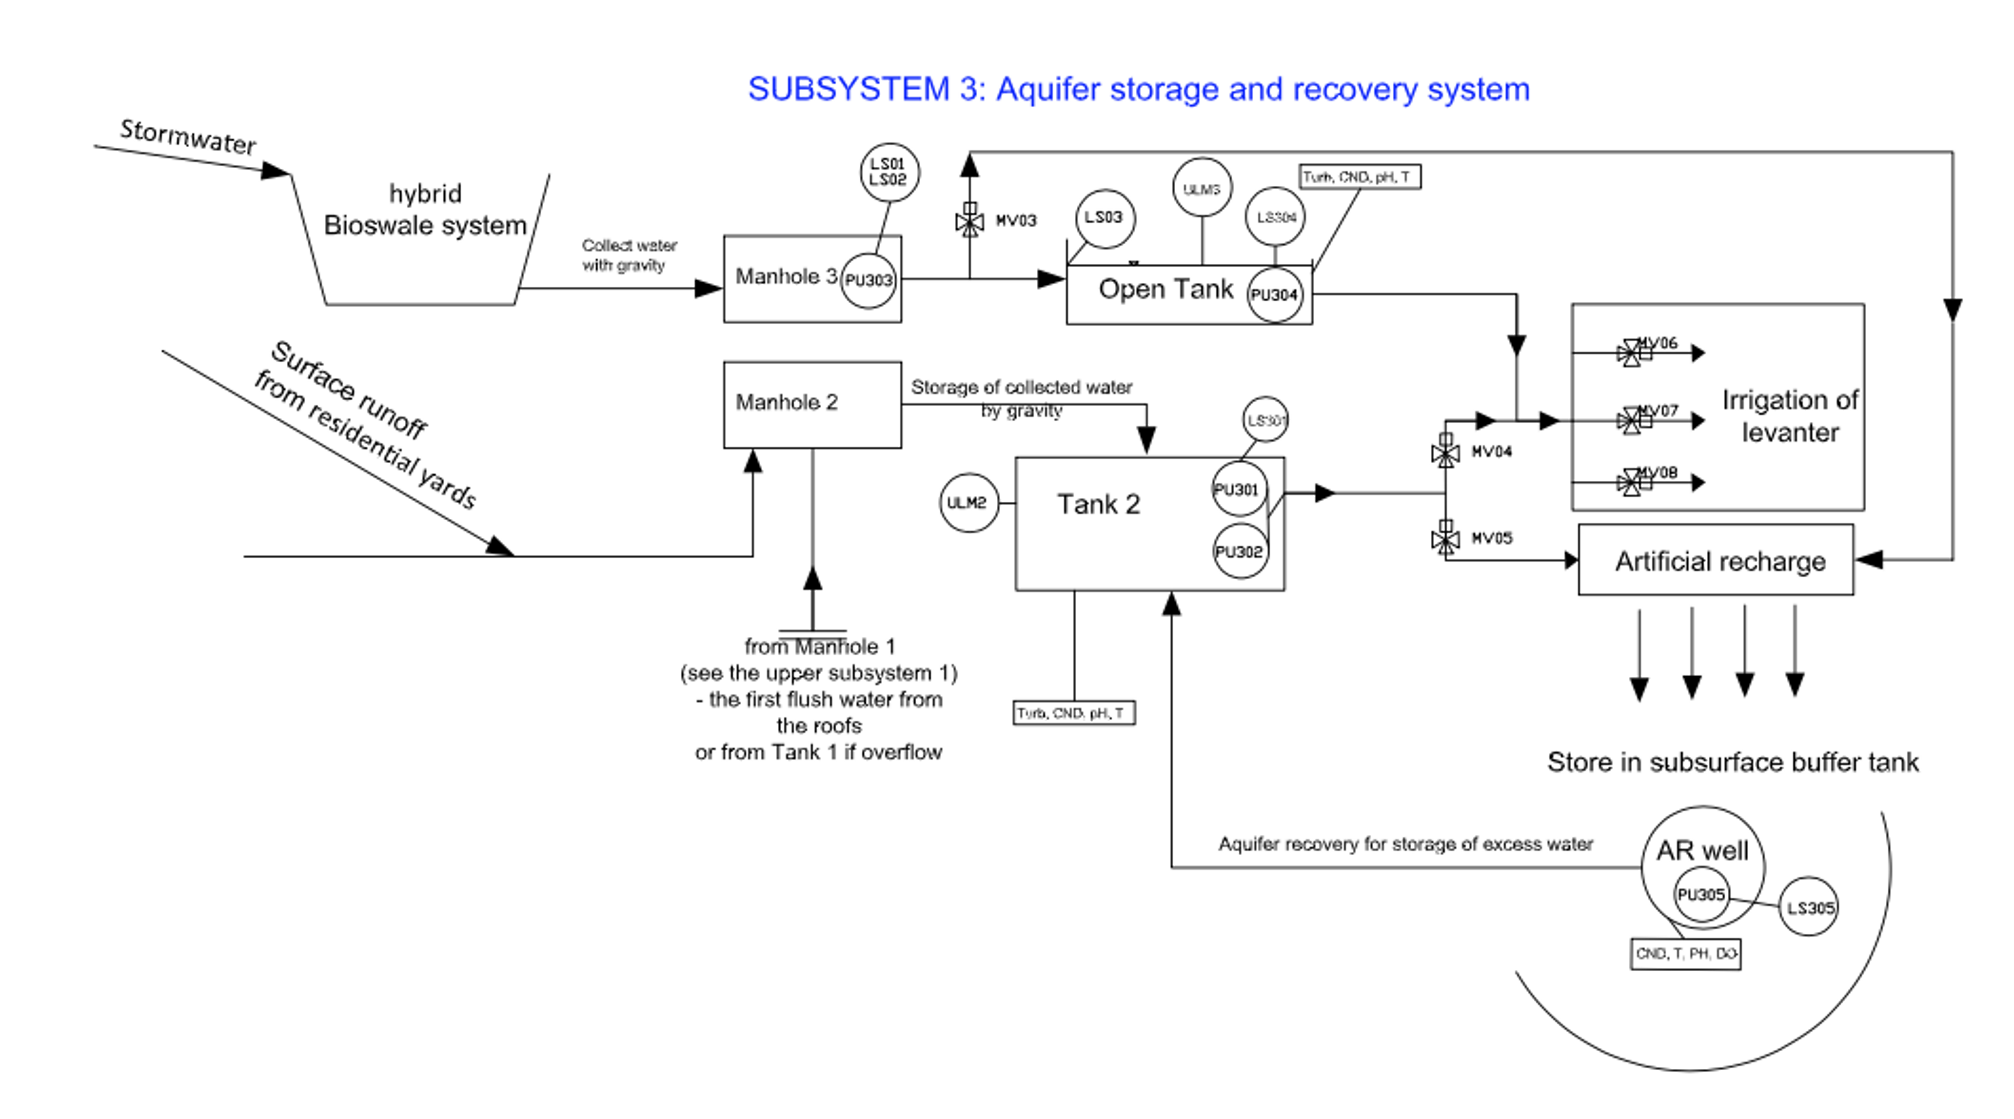 SUBSYSTEM 3: Aquifer storage and recovery system
Stormwater
hybrid
Bioswale system
Collect water
with gravity
LS01
LS02
Manhole 3
PU303
MV03
LS03
ULM3
LS304
Turb, CND, pH, T
Open Tank
PU304
Surface runoff
from residential yards
Manhole 2
Storage of collected water
by gravity
LS301
ULM2
Tank 2
PU301
PU302
MV04
MV05
MV06
MV07
MV08
Irrigation of
levanter
Artificial recharge
from Manhole 1
(see the upper subsystem 1)
- the first flush water from
the roofs
or from Tank 1 if overflow
Turb, CND, pH, T
Store in subsurface buffer tank
Aquifer recovery for storage of excess water
AR well
PU305
LS305
CND, T, PH, DO